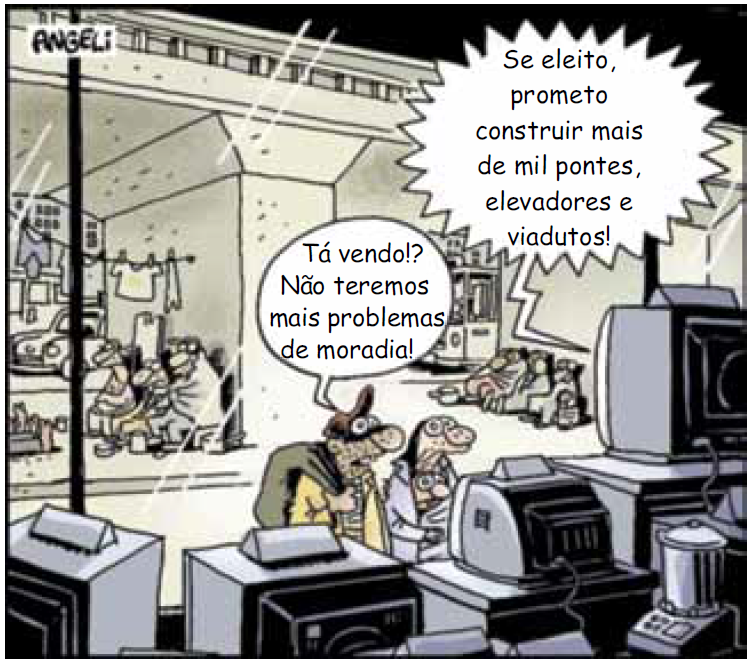 ANGELi
Se eleito,
prometo
construir mais
de mil pontes,
elevadores e
viadutos!
Tá vendo!?
Não teremos
mais problemas
de moradia!